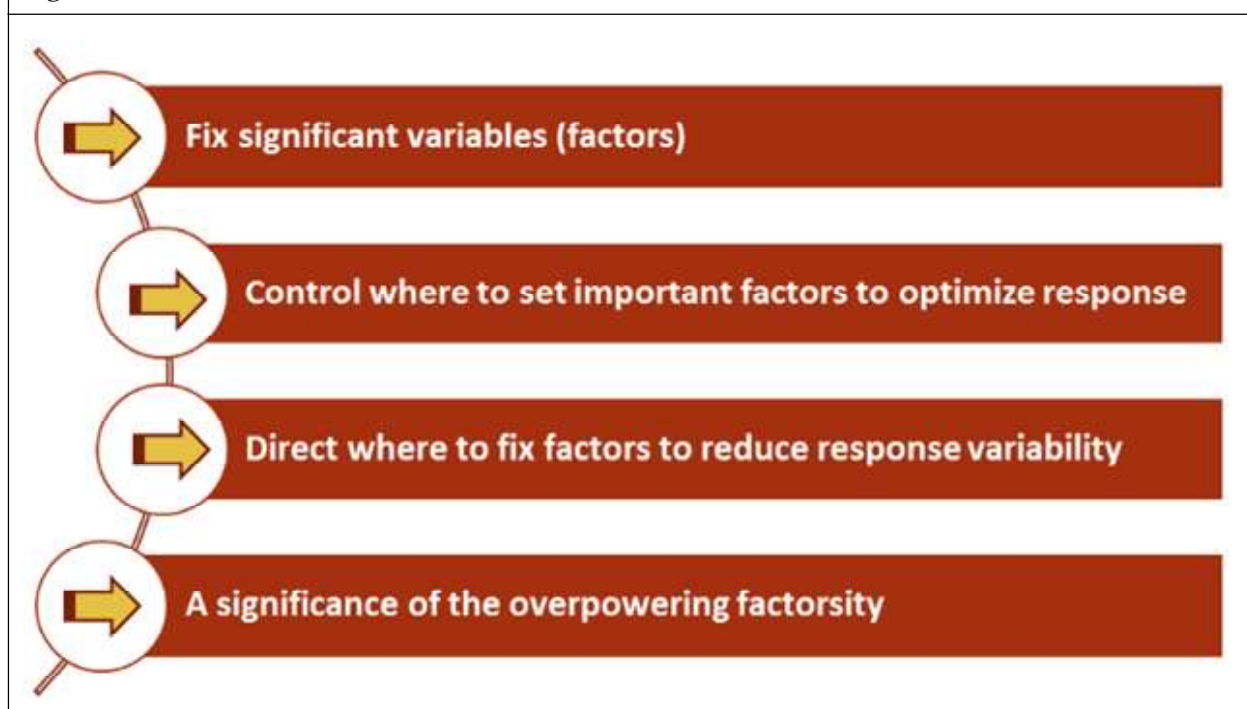 Fix significant variables (factors)
Control where to set important factors to optimize response
Direct where to fix factors to reduce response variability
A significance of the overpowering factorsity